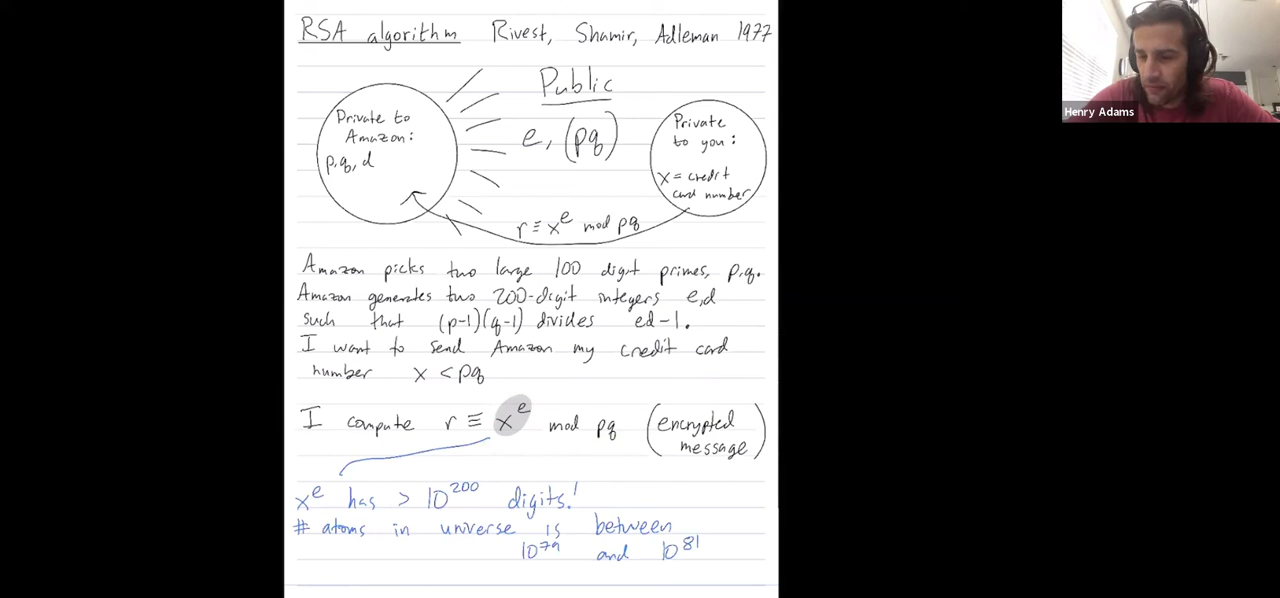 RSA algorithm Rivest, Shamir, Adleman 1977
Public
e, (pq)
Private to
Amazon:
p,q,d
Private
to you:
x = credit
card number
r ≡ x^e mod pq
Amazon picks two large 100 digit primes, p,q.
Amazon generates two 200-digit integers e,d
such that (p-1)(q-1) divides ed-1.
I want to send Amazon my credit card
number x < pq
I compute r ≡ x^e mod pq (encrypted message)
x^e has > 10^200 digits!
# atoms in universe is between
10^79 and 10^81
Henry Adams